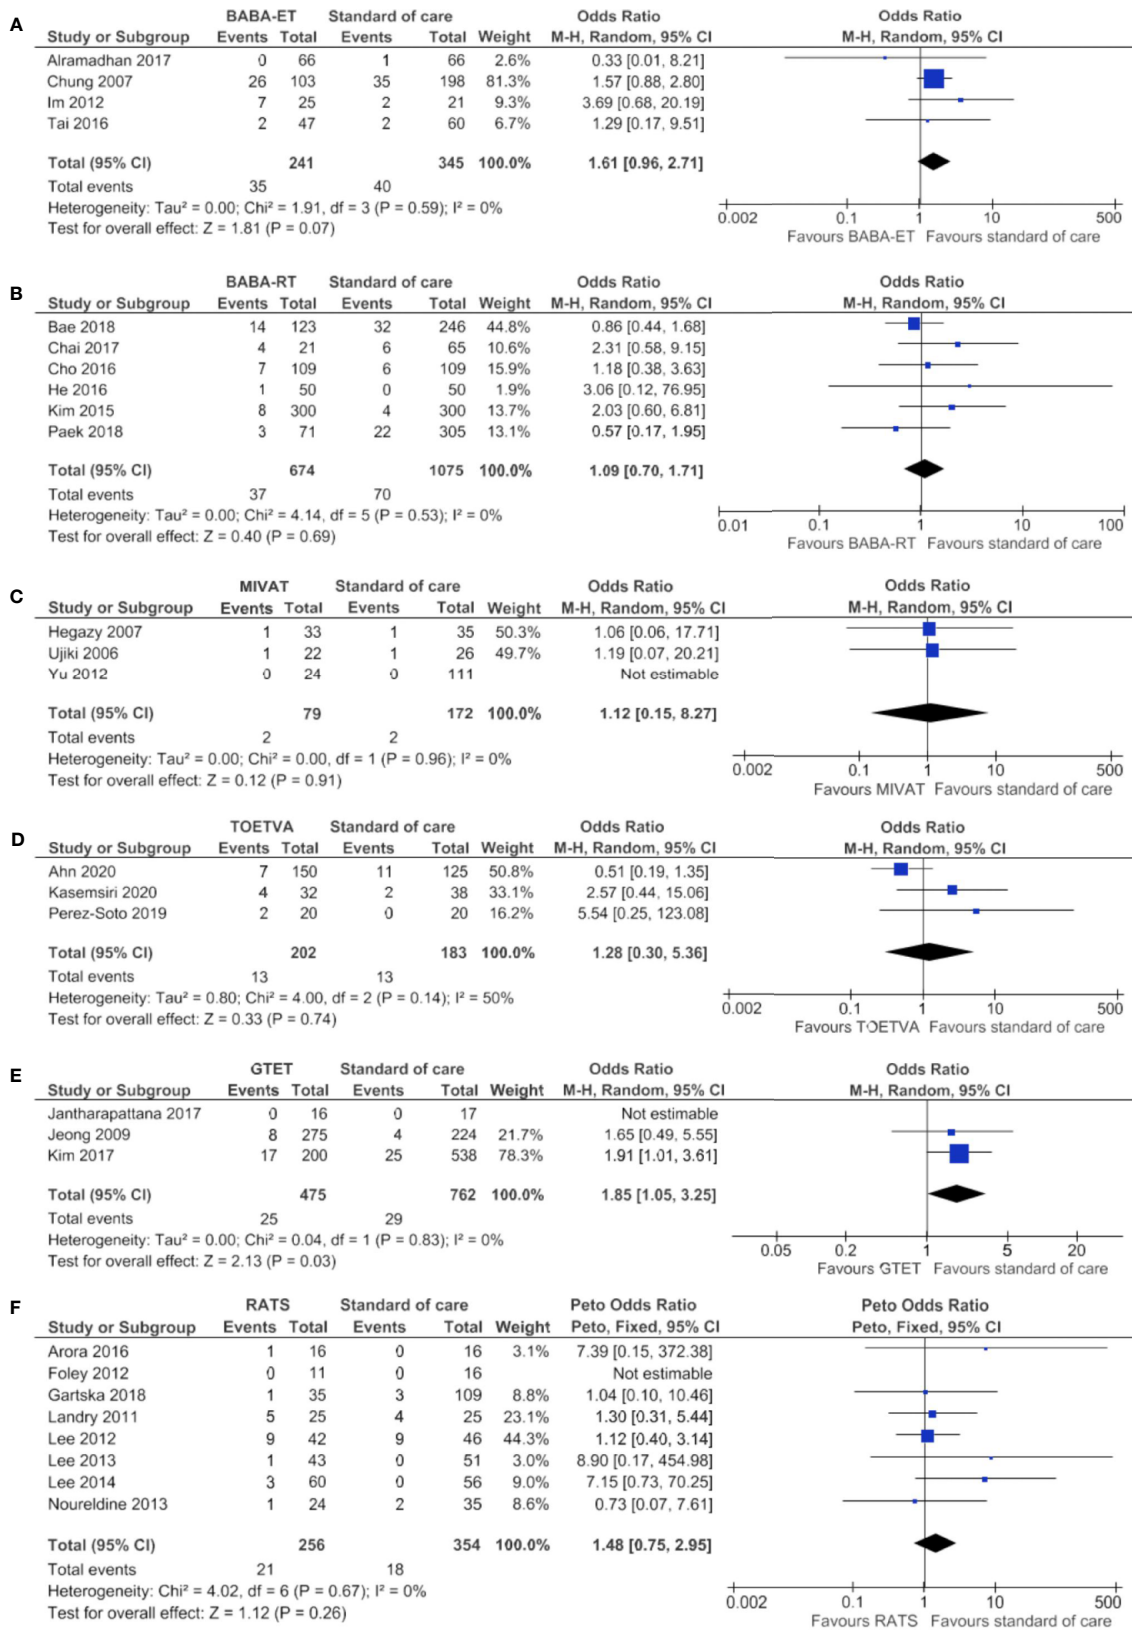 A
BABA-ET Standard of care Odds Ratio Odds Ratio
Study or Subgroup Events Total Events Total Weight M-H, Random, 95% CI M-H, Random, 95% CI
Alramadhan 2017 0 66 1 66 2.6% 0.33 [0.01, 8.21]
Chung 2007 26 103 35 198 81.3% 1.57 [0.88, 2.80]
Im 2012 7 25 2 21 9.3% 3.69 [0.68, 20.19]
Tai 2016 2 47 2 60 6.7% 1.29 [0.17, 9.51]
Total (95% CI) 241 345 100.0% 1.61 [0.96, 2.71]
Total events 35 40
Heterogeneity: Tau² = 0.00; Chi² = 1.91, df = 3 (P = 0.59); I² = 0%
Test for overall effect: Z = 1.81 (P = 0.07)
0.002 0.1 1 10 500
Favours BABA-ET Favours standard of care
B
BABA-RT Standard of care Odds Ratio Odds Ratio
Study or Subgroup Events Total Events Total Weight M-H, Random, 95% CI M-H, Random, 95% CI
Bae 2018 14 123 32 246 44.8% 0.86 [0.44, 1.68]
Chai 2017 4 21 6 65 10.6% 2.31 [0.58, 9.15]
Cho 2016 7 109 6 109 15.9% 1.18 [0.38, 3.63]
He 2016 1 50 0 50 1.9% 3.06 [0.12, 76.95]
Kim 2015 8 300 4 300 13.7% 2.03 [0.60, 6.81]
Paek 2018 3 71 22 305 13.1% 0.57 [0.17, 1.95]
Total (95% CI) 674 1075 100.0% 1.09 [0.70, 1.71]
Total events 37 70
Heterogeneity: Tau² = 0.00; Chi² = 4.14, df = 5 (P = 0.53); I² = 0%
Test for overall effect: Z = 0.40 (P = 0.69)
0.01 0.1 1 10 100
Favours BABA-RT Favours standard of care
C
MIVAT Standard of care Odds Ratio Odds Ratio
Study or Subgroup Events Total Events Total Weight M-H, Random, 95% CI M-H, Random, 95% CI
Hegazy 2007 1 33 1 35 50.3% 1.06 [0.06, 17.71]
Ujiki 2006 1 22 1 26 49.7% 1.19 [0.07, 20.21]
Yu 2012 0 24 0 111 Not estimable
Total (95% CI) 79 172 100.0% 1.12 [0.15, 8.27]
Total events 2 2
Heterogeneity: Tau² = 0.00; Chi² = 0.00, df = 1 (P = 0.96); I² = 0%
Test for overall effect: Z = 0.12 (P = 0.91)
0.002 0.1 1 10 500
Favours MIVAT Favours standard of care
D
TOETVA Standard of care Odds Ratio Odds Ratio
Study or Subgroup Events Total Events Total Weight M-H, Random, 95% CI M-H, Random, 95% CI
Ahn 2020 7 150 11 125 50.8% 0.51 [0.19, 1.35]
Kasemsiri 2020 4 32 2 38 33.1% 2.57 [0.44, 15.06]
Perez-Soto 2019 2 20 0 20 16.2% 5.54 [0.25, 123.08]
Total (95% CI) 202 183 100.0% 1.28 [0.30, 5.36]
Total events 13 13
Heterogeneity: Tau² = 0.80; Chi² = 4.00, df = 2 (P = 0.14); I² = 50%
Test for overall effect: Z = 0.33 (P = 0.74)
0.002 0.1 1 10 500
Favours TOETVA Favours standard of care
E
GTET Standard of care Odds Ratio Odds Ratio
Study or Subgroup Events Total Events Total Weight M-H, Random, 95% CI M-H, Random, 95% CI
Jantharapattana 2017 0 16 0 17 Not estimable
Jeong 2009 8 275 4 224 21.7% 1.65 [0.49, 5.55]
Kim 2017 17 200 25 538 78.3% 1.91 [1.01, 3.61]
Total (95% CI) 475 762 100.0% 1.85 [1.05, 3.25]
Total events 25 29
Heterogeneity: Tau² = 0.00; Chi² = 0.04, df = 1 (P = 0.83); I² = 0%
Test for overall effect: Z = 2.13 (P = 0.03)
0.05 0.2 1 5 20
Favours GTET Favours standard of care
F
RATS Standard of care Peto Odds Ratio Peto Odds Ratio
Study or Subgroup Events Total Events Total Weight Peto, Fixed, 95% CI Peto, Fixed, 95% CI
Arora 2016 1 16 0 16 3.1% 7.39 [0.15, 372.38]
Foley 2012 0 11 0 16 Not estimable
Gartska 2018 1 35 3 109 8.8% 1.04 [0.10, 10.46]
Landry 2011 5 25 4 25 23.1% 1.30 [0.31, 5.44]
Lee 2012 9 42 9 46 44.3% 1.12 [0.40, 3.14]
Lee 2013 1 43 0 51 3.0% 8.90 [0.17, 454.98]
Lee 2014 3 60 0 56 9.0% 7.15 [0.73, 70.25]
Noureldine 2013 1 24 2 35 8.6% 0.73 [0.07, 7.61]
Total (95% CI) 256 354 100.0% 1.48 [0.75, 2.95]
Total events 21 18
Heterogeneity: Chi² = 4.02, df = 6 (P = 0.67); I² = 0%
Test for overall effect: Z = 1.12 (P = 0.26)
0.002 0.1 1 10 500
Favours RATS Favours standard of care